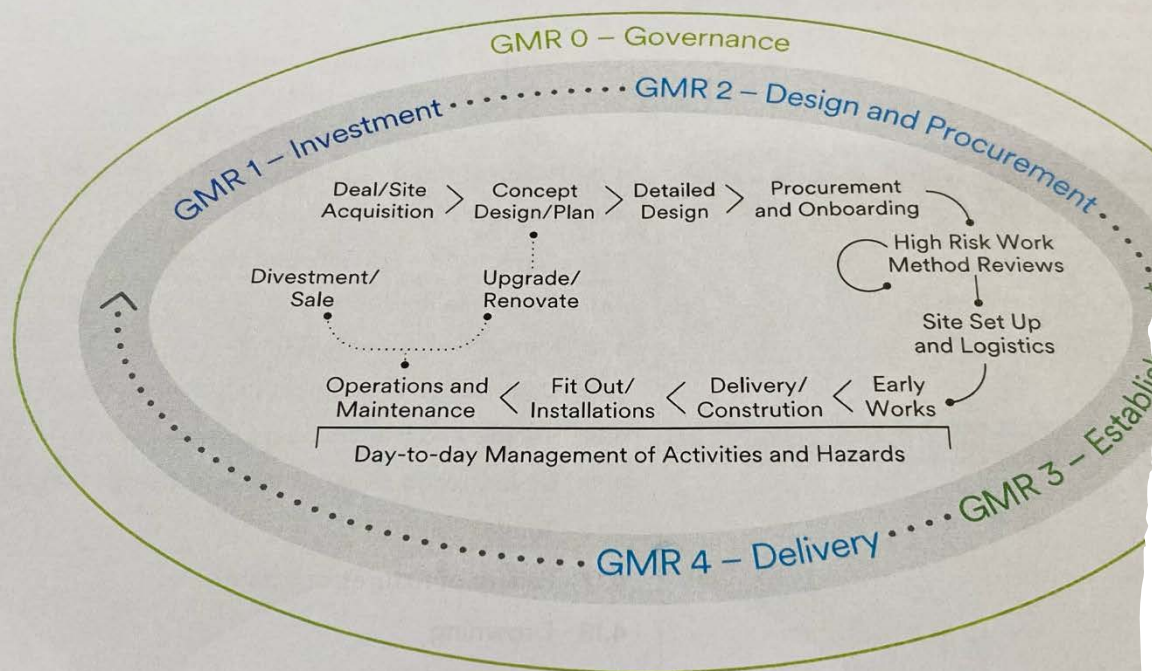 GMR 0 – Governance
GMR 1 – Investment
GMR 2 – Design and Procurement
Deal/Site
Acquisition
Concept
Design/Plan
Detailed
Design
Procurement
and Onboarding
High Risk Work
Method Reviews
Site Set Up
and Logistics
Early
Works
Delivery/
Constrution
Fit Out/
Installations
Operations and
Maintenance
Upgrade/
Renovate
Divestment/
Sale
Day-to-day Management of Activities and Hazards
GMR 3 –
GMR 4 – Delivery